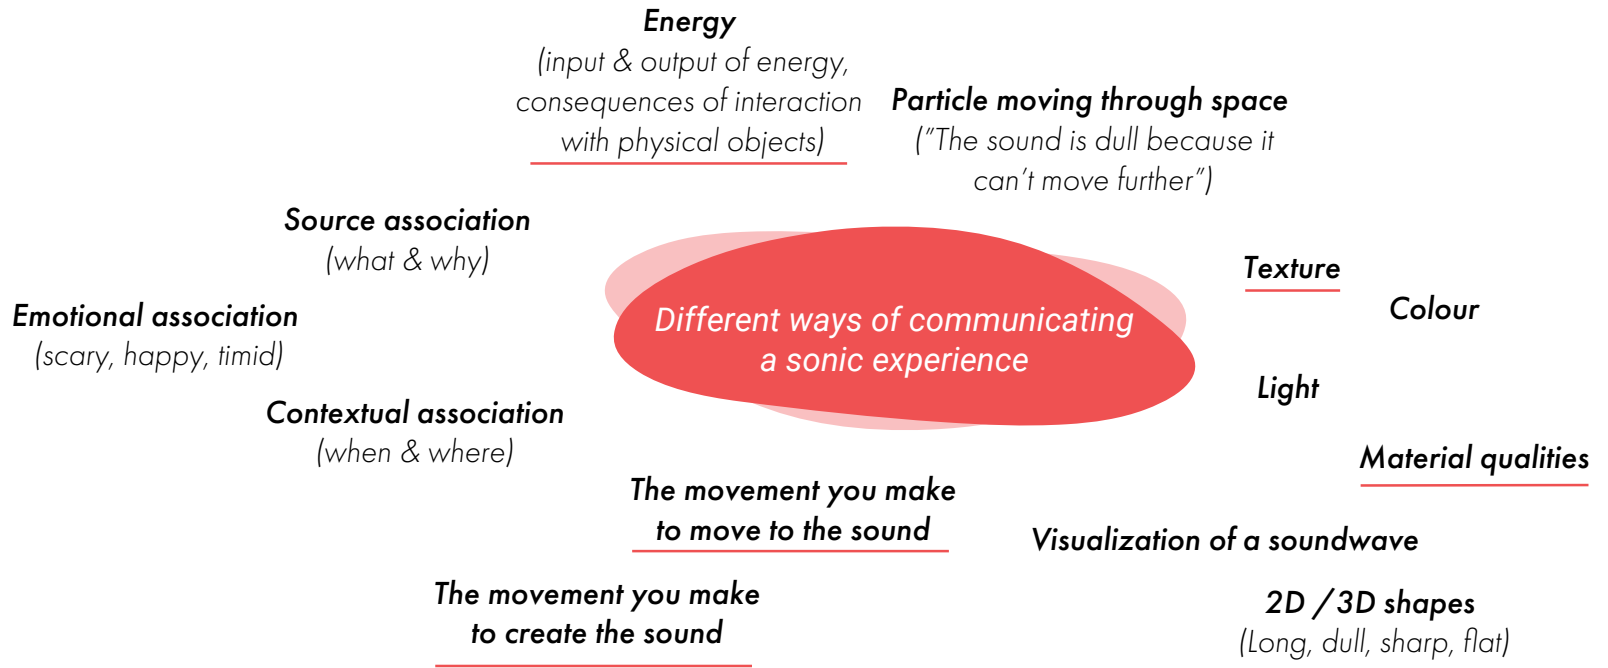 Energy
(input & output of energy,
consequences of interaction
with physical objects)
Particle moving through space
("The sound is dull because it
can't move further")
Source association
(what & why)
Emotional association
(scary, happy, timid)
Contextual association
(when & where)
Different ways of communicating
a sonic experience
Texture
Colour
Light
Material qualities
The movement you make
to move to the sound
Visualization of a soundwave
The movement you make
to create the sound
2D / 3D shapes
(Long, dull, sharp, flat)